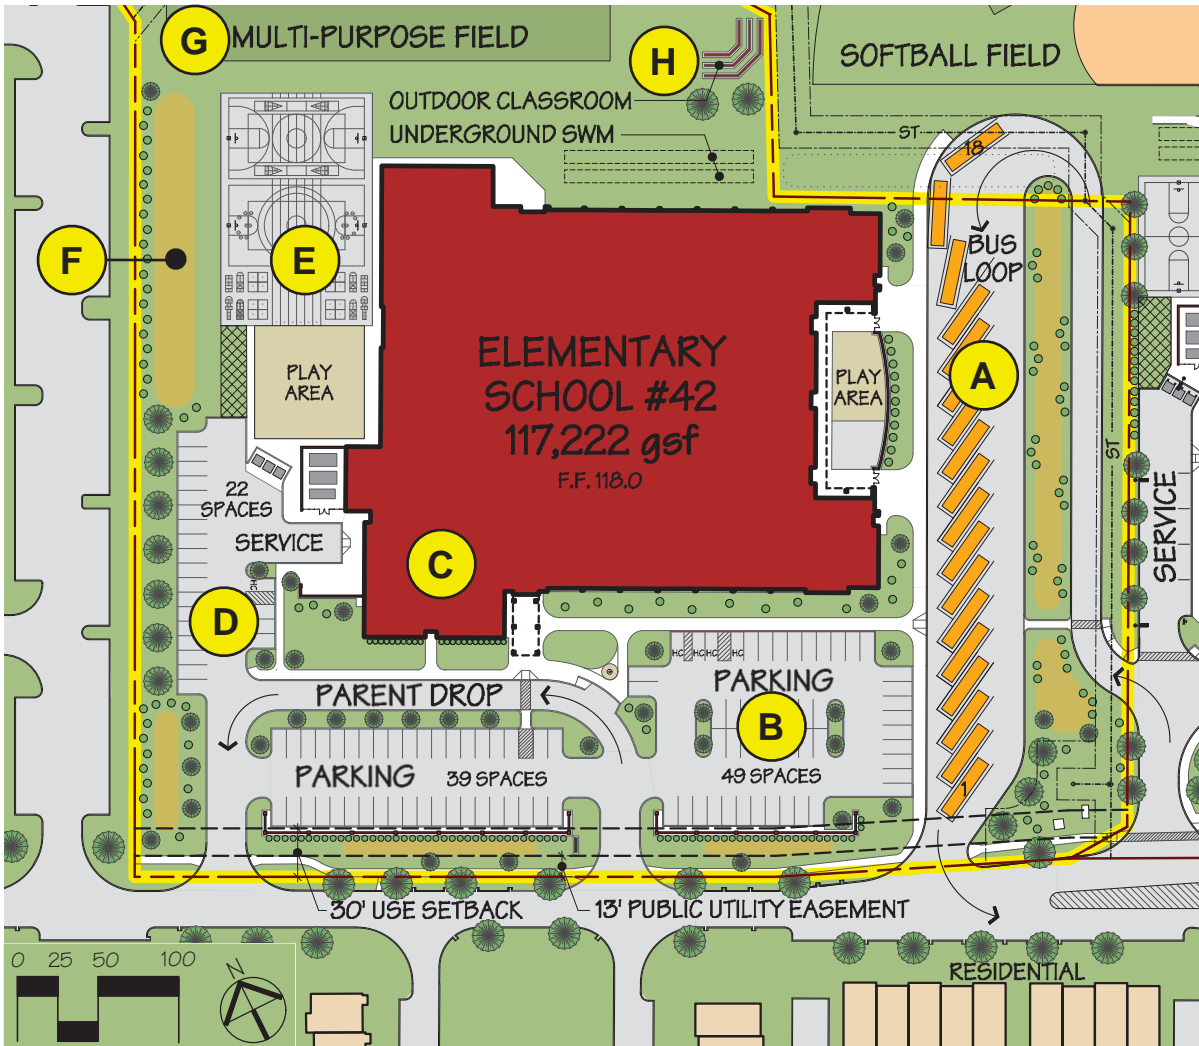 G
MULTI-PURPOSE FIELD
H
SOFTBALL FIELD
OUTDOOR CLASSROOM
UNDERGROUND SWM
ST
18
F
E
BUS
LOOP
ELEMENTARY
SCHOOL #42
117,222 gsf
F.F. 118.0
PLAY
AREA
PLAY
AREA
A
ST
22
SPACES
SERVICE
SERVICE
C
HC
D
HC
HC
HC
HC
PARENT DROP
PARKING
B
PARKING
39 SPACES
49 SPACES
1
30' USE SETBACK
13' PUBLIC UTILITY EASEMENT
0 25 50 100
N
RESIDENTIAL